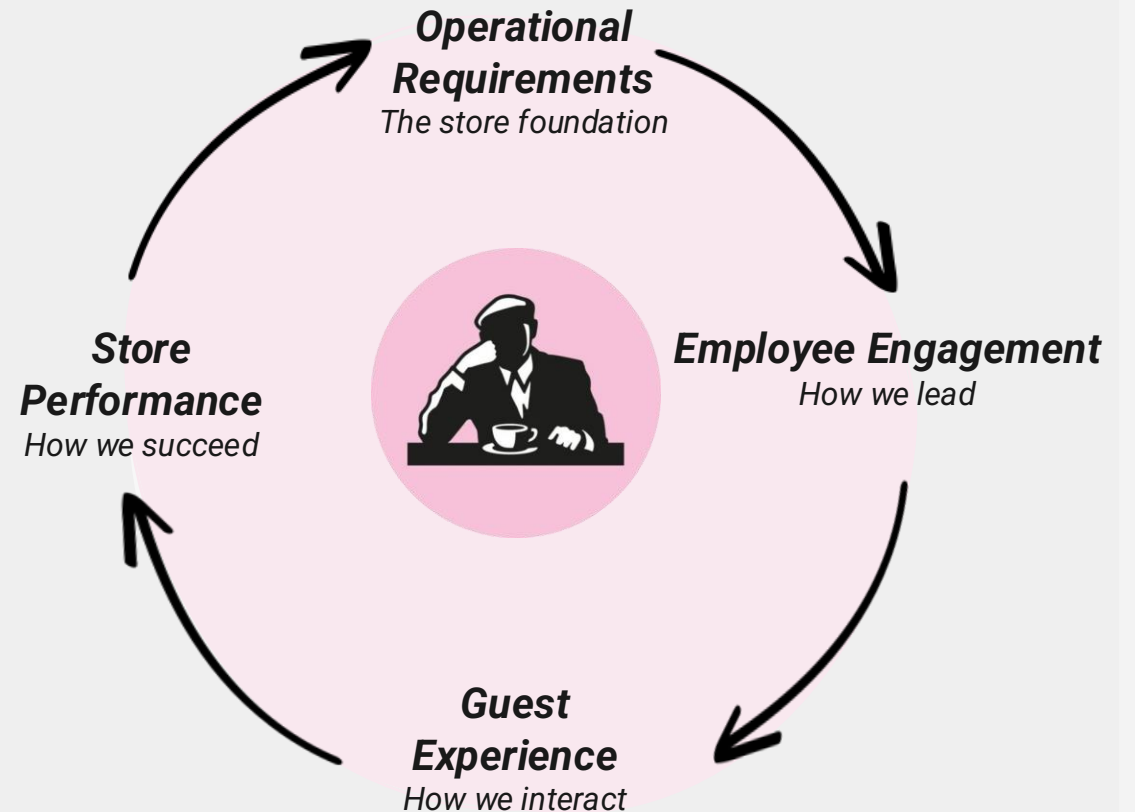 Operational
Requirements
The store foundation
Employee Engagement
How we lead
Guest
Experience
How we interact
Store
Performance
How we succeed